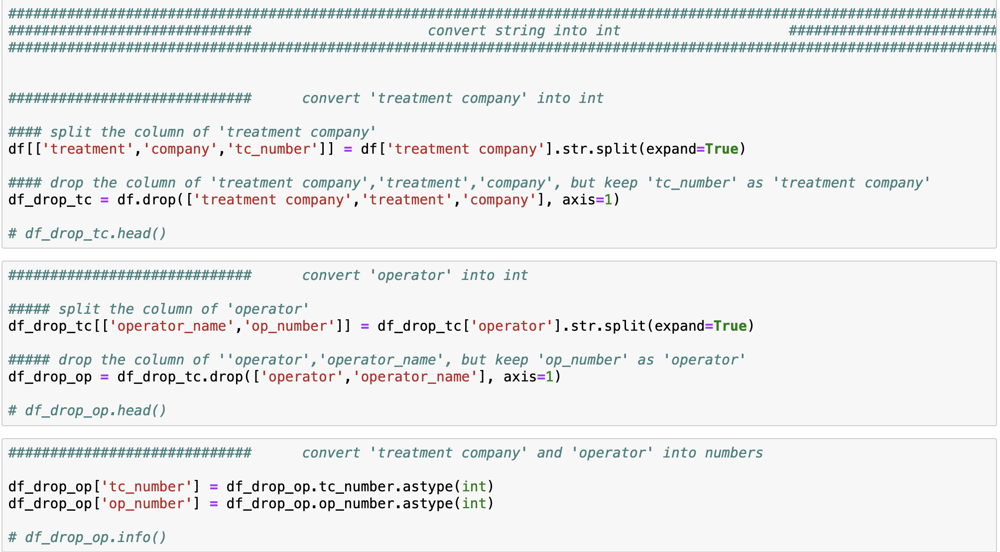 ######################################################################################################################
#############################                     convert string into int                    #########################
######################################################################################################################
#############################      convert 'treatment company' into int
#### split the column of 'treatment company'
df[['treatment','company','tc_number']] = df['treatment company'].str.split(expand=True)
#### drop the column of 'treatment company','treatment','company', but keep 'tc_number' as 'treatment company'
df_drop_tc = df.drop(['treatment company','treatment','company'], axis=1)
# df_drop_tc.head()
#############################      convert 'operator' into int
##### split the column of 'operator'
df_drop_tc[['operator_name','op_number']] = df_drop_tc['operator'].str.split(expand=True)
##### drop the column of ''operator','operator_name', but keep 'op_number' as 'operator'
df_drop_op = df_drop_tc.drop(['operator','operator_name'], axis=1)
# df_drop_op.head()
#############################      convert 'treatment company' and 'operator' into numbers
df_drop_op['tc_number'] = df_drop_op.tc_number.astype(int)
df_drop_op['op_number'] = df_drop_op.op_number.astype(int)
# df_drop_op.info()